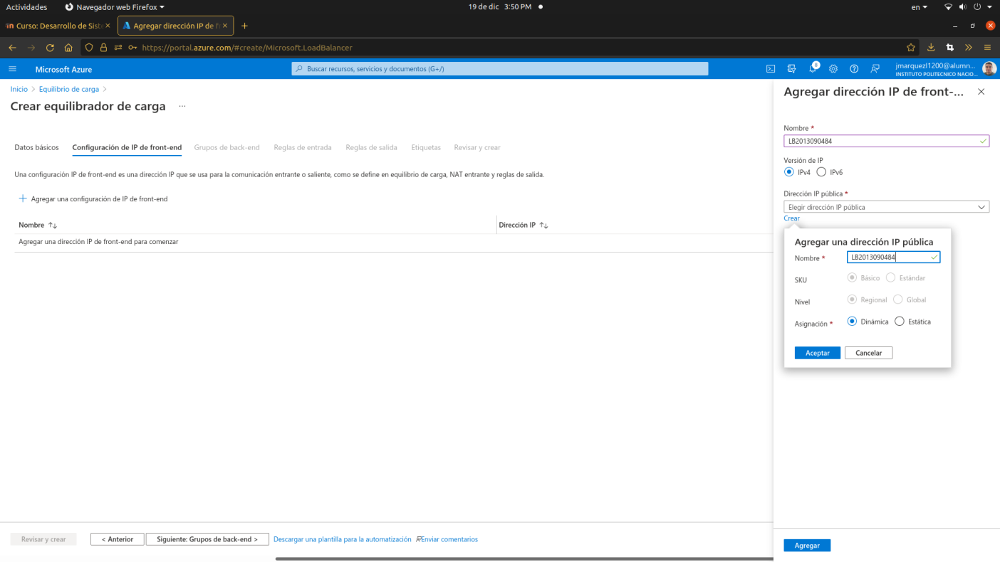 Actividades Navegador web Firefox 19 de dic 3:50 PM en
Curso: Desarrollo de Siste Agregar dirección IP de f
https://portal.azure.com/#create/Microsoft.LoadBalancer
Microsoft Azure Buscar recursos, servicios y documentos (G+/) 8 jmarquezl1200@alumn...
INSTITUTO POLITECNICO NACIO...
Inicio > Equilibrio de carga >
Crear equilibrador de carga ...
Datos básicos Configuración de IP de front-end Grupos de back-end Reglas de entrada Reglas de salida Etiquetas Revisar y crear
Una configuración IP de front-end es una dirección IP que se usa para la comunicación entrante o saliente, como se define en equilibrio de carga, NAT entrante y reglas de salida.
+ Agregar una configuración de IP de front-end
Nombre ↑↓ Dirección IP ↑↓
Agregar una dirección IP de front-end para comenzar
Revisar y crear < Anterior Siguiente: Grupos de back-end > Descargar una plantilla para la automatización Enviar comentarios
Agregar dirección IP de front-...
Nombre *
LB2013090484
Versión de IP
IPv4 IPv6
Dirección IP pública *
Elegir dirección IP pública
Crear
Agregar una dirección IP pública
Nombre * LB2013090484
SKU Básico Estándar
Nivel Regional Global
Asignación * Dinámica Estática
Aceptar Cancelar
Agregar